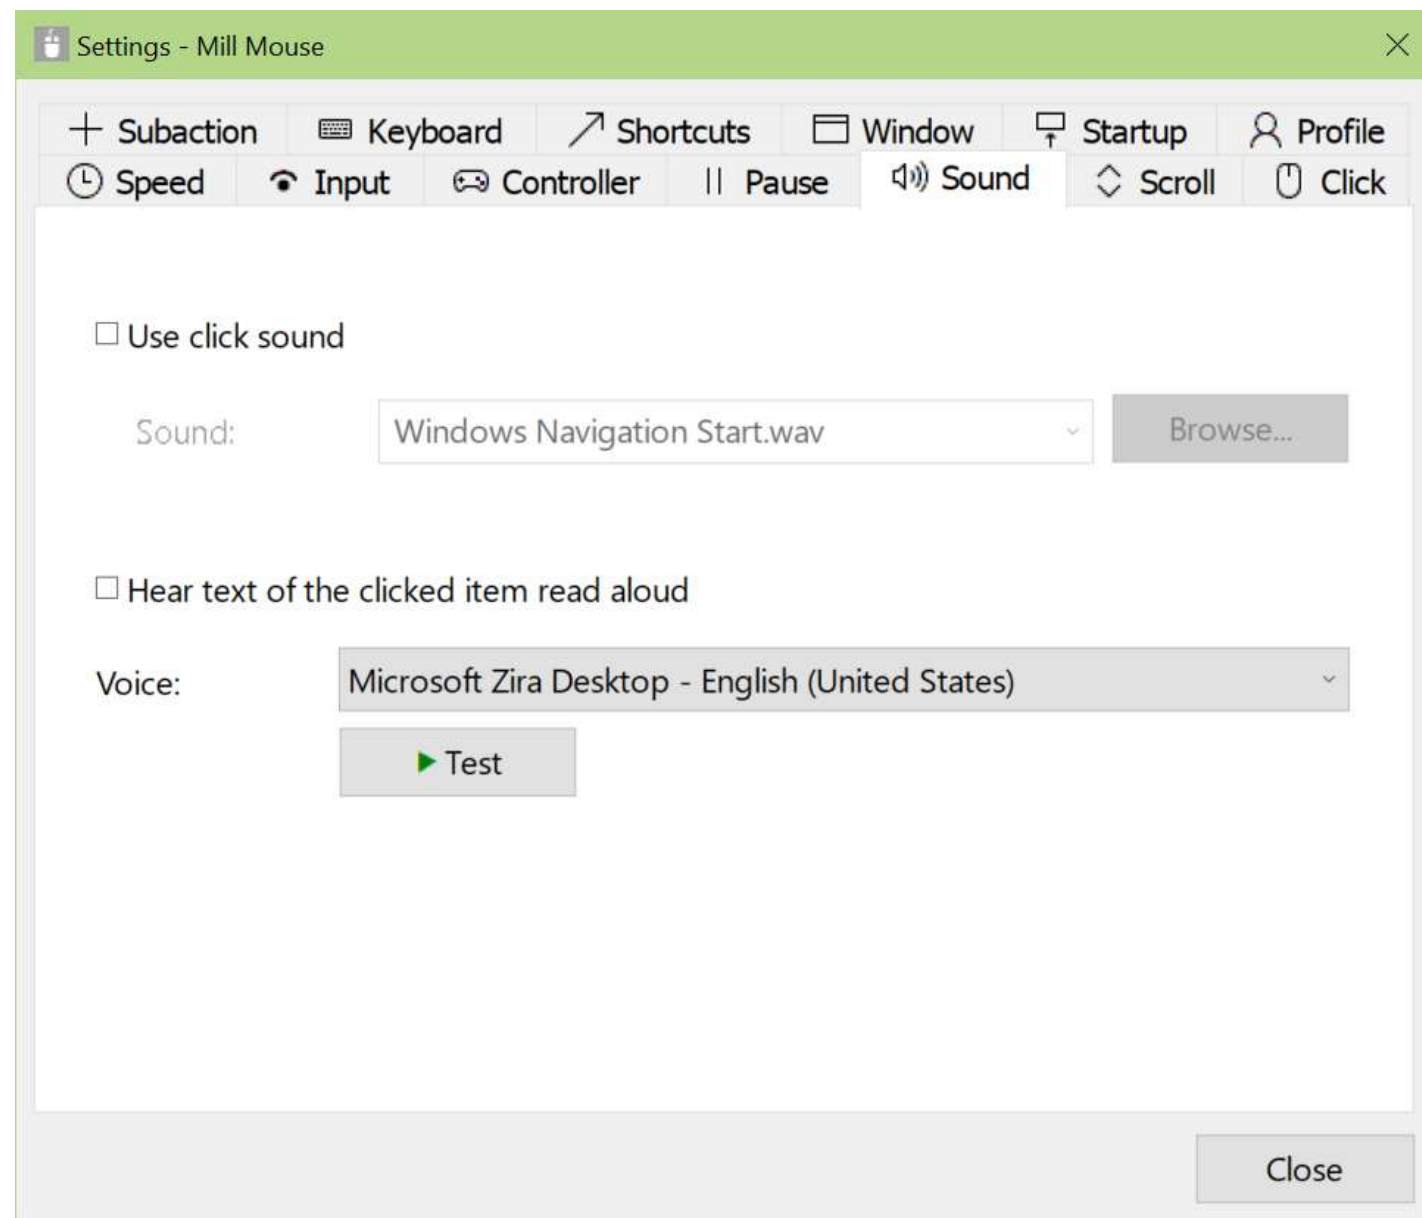 Settings - Mill Mouse
Subaction Keyboard Shortcuts Window Startup Profile
Speed Input Controller Pause Sound Scroll Click
Use click sound
Sound: Windows Navigation Start.wav Browse...
Hear text of the clicked item read aloud
Voice: Microsoft Zira Desktop - English (United States)
Test
Close